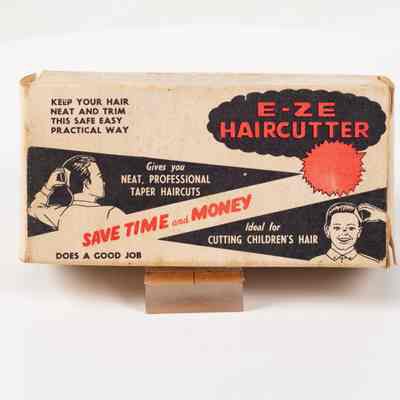 KEEP YOUR HAIR
NEAT AND TRIM
THIS SAFE EASY
PRACTICAL WAY
E-ZE
HAIRCUTTER
Gives you
NEAT, PROFESSIONAL
TAPER HAIRCUTS
SAVE TIME and MONEY
Ideal for
CUTTING CHILDREN'S HAIR
DOES A GOOD JOB